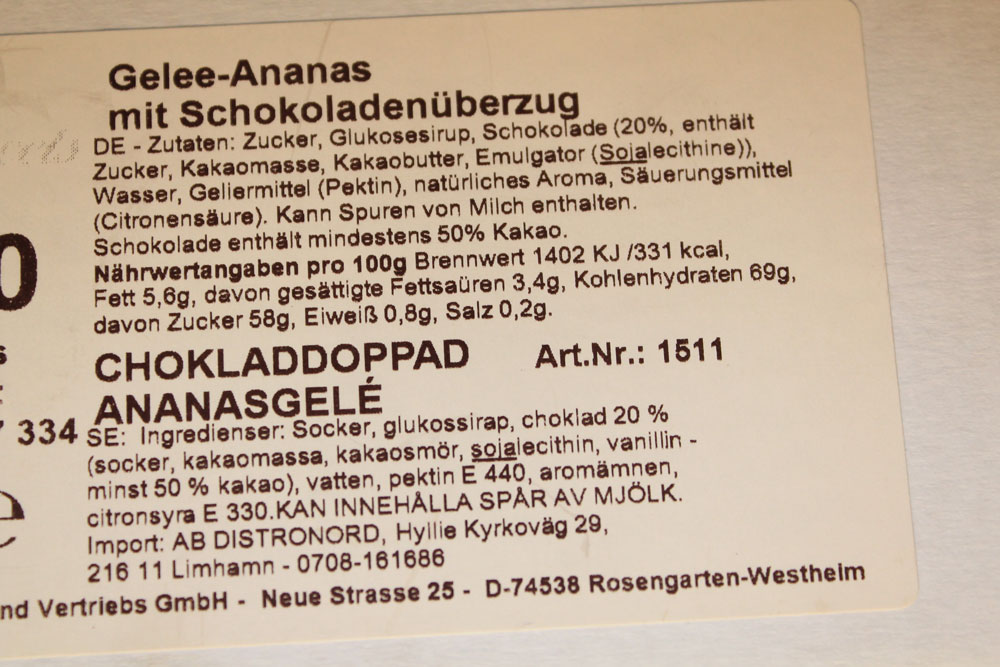 Gelee-Ananas
mit Schokoladenüberzug
DE - Zutaten: Zucker, Glukosesirup, Schokolade (20%, enthält
Zucker, Kakaomasse, Kakaobutter, Emulgator (Sojalecithine)),
Wasser, Geliermittel (Pektin), natürliches Aroma, Säuerungsmittel
(Citronensäure). Kann Spuren von Milch enthalten.
Schokolade enthält mindestens 50% Kakao.
Nährwertangaben pro 100g Brennwert 1402 KJ /331 kcal,
Fett 5,6g, davon gesättigte Fettsäuren 3,4g, Kohlenhydraten 69g,
davon Zucker 58g, Eiweiß 0,8g, Salz 0,2g.
CHOKLADDOPPAD Art.Nr.: 1511
ANANASGELÉ
334
SE: Ingredienser: Socker, glukossirap, choklad 20 %
(socker, kakaomassa, kakaosmör, sojalecithin, vanillin -
minst 50 % kakao), vatten, pektin E 440, aromämnen,
citronsyra E 330.KAN INNEHÅLLA SPÅR AV MJÖLK.
Import: AB DISTRONORD, Hyllie Kyrkoväg 29,
216 11 Limhamn - 0708-161686
nd Vertriebs GmbH - Neue Strasse 25 - D-74538 Rosengarten-Westheim